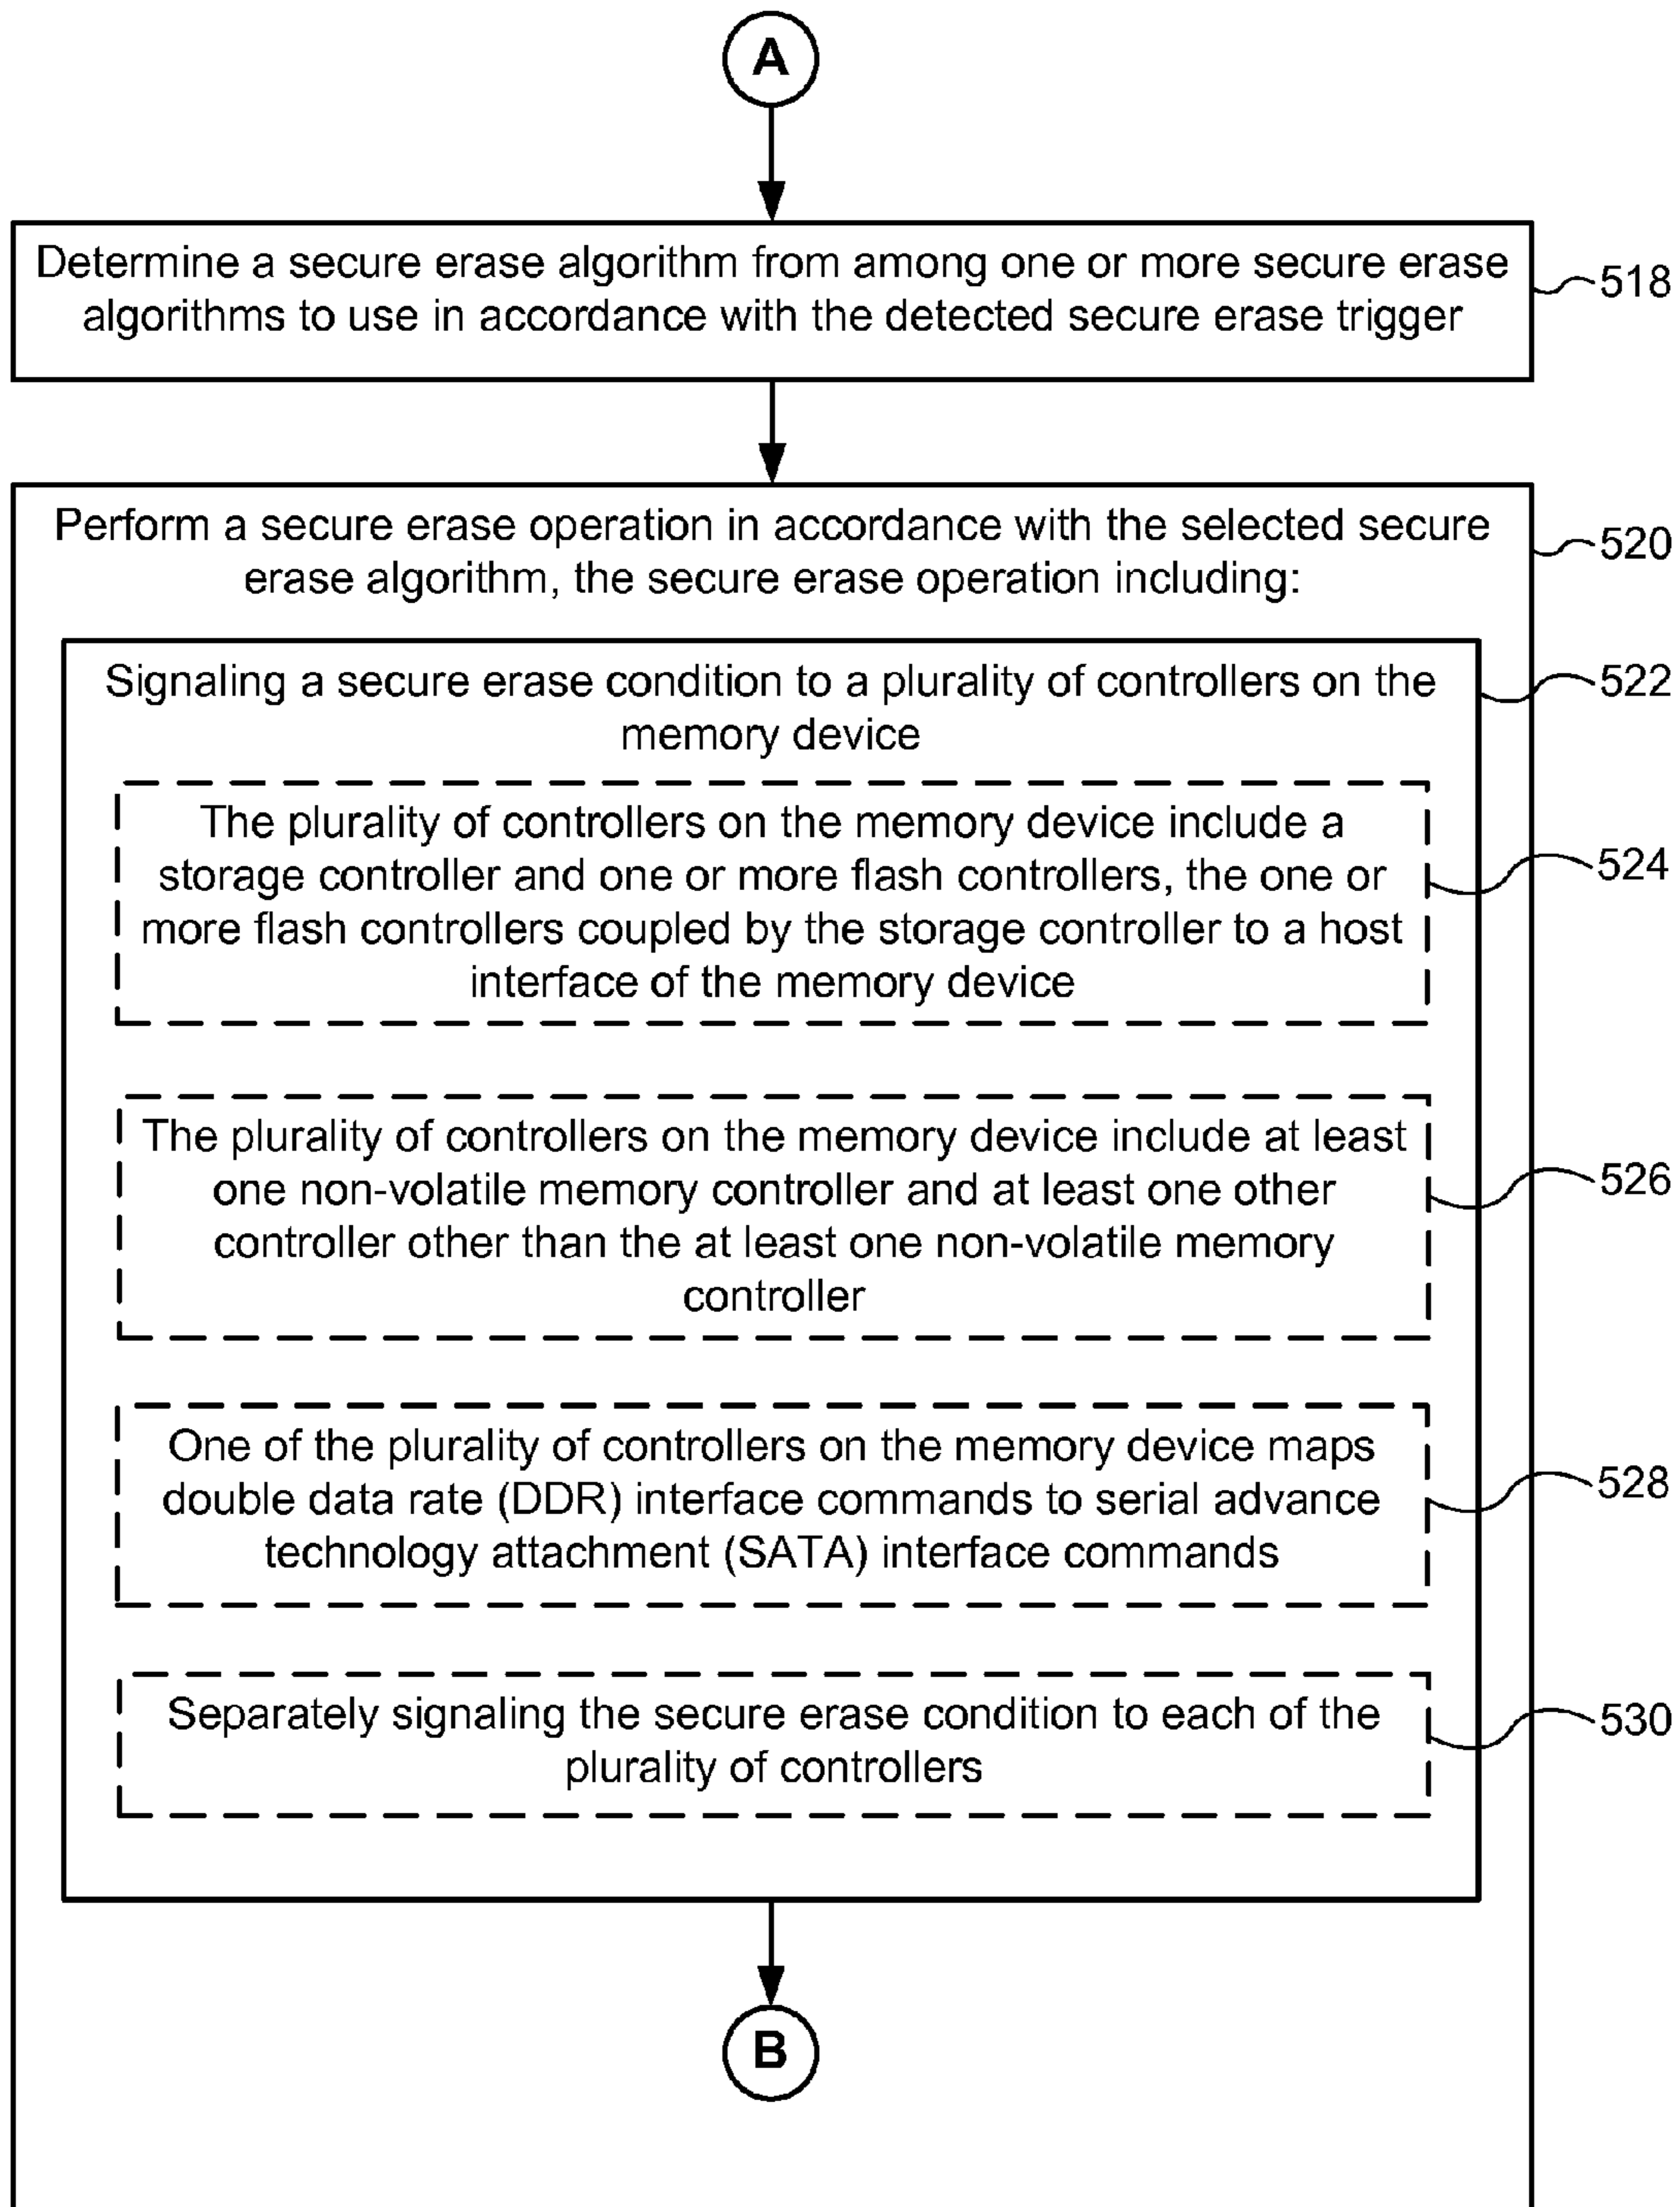 A
Determine a secure erase algorithm from among one or more secure erase
algorithms to use in accordance with the detected secure erase trigger
518
Perform a secure erase operation in accordance with the selected secure
erase algorithm, the secure erase operation including:
520
Signaling a secure erase condition to a plurality of controllers on the
memory device
522
The plurality of controllers on the memory device include a
storage controller and one or more flash controllers, the one or
more flash controllers coupled by the storage controller to a host
interface of the memory device
524
The plurality of controllers on the memory device include at least
one non-volatile memory controller and at least one other
controller other than the at least one non-volatile memory
controller
526
One of the plurality of controllers on the memory device maps
double data rate (DDR) interface commands to serial advance
technology attachment (SATA) interface commands
528
Separately signaling the secure erase condition to each of the
plurality of controllers
530
B